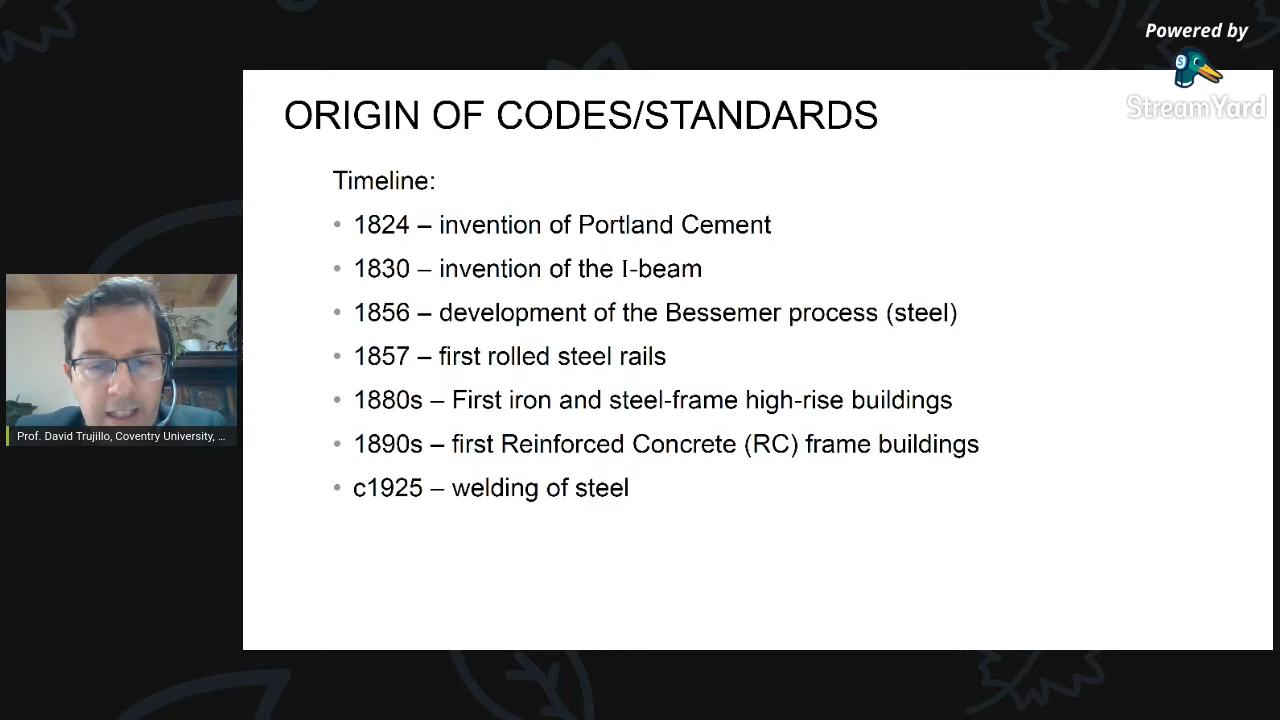 Powered by
StreamYard
ORIGIN OF CODES/STANDARDS
Timeline:
• 1824 – invention of Portland Cement
• 1830 – invention of the I-beam
• 1856 – development of the Bessemer process (steel)
• 1857 – first rolled steel rails
• 1880s – First iron and steel-frame high-rise buildings
• 1890s – first Reinforced Concrete (RC) frame buildings
• c1925 – welding of steel
Prof. David Trujillo, Coventry University, ...